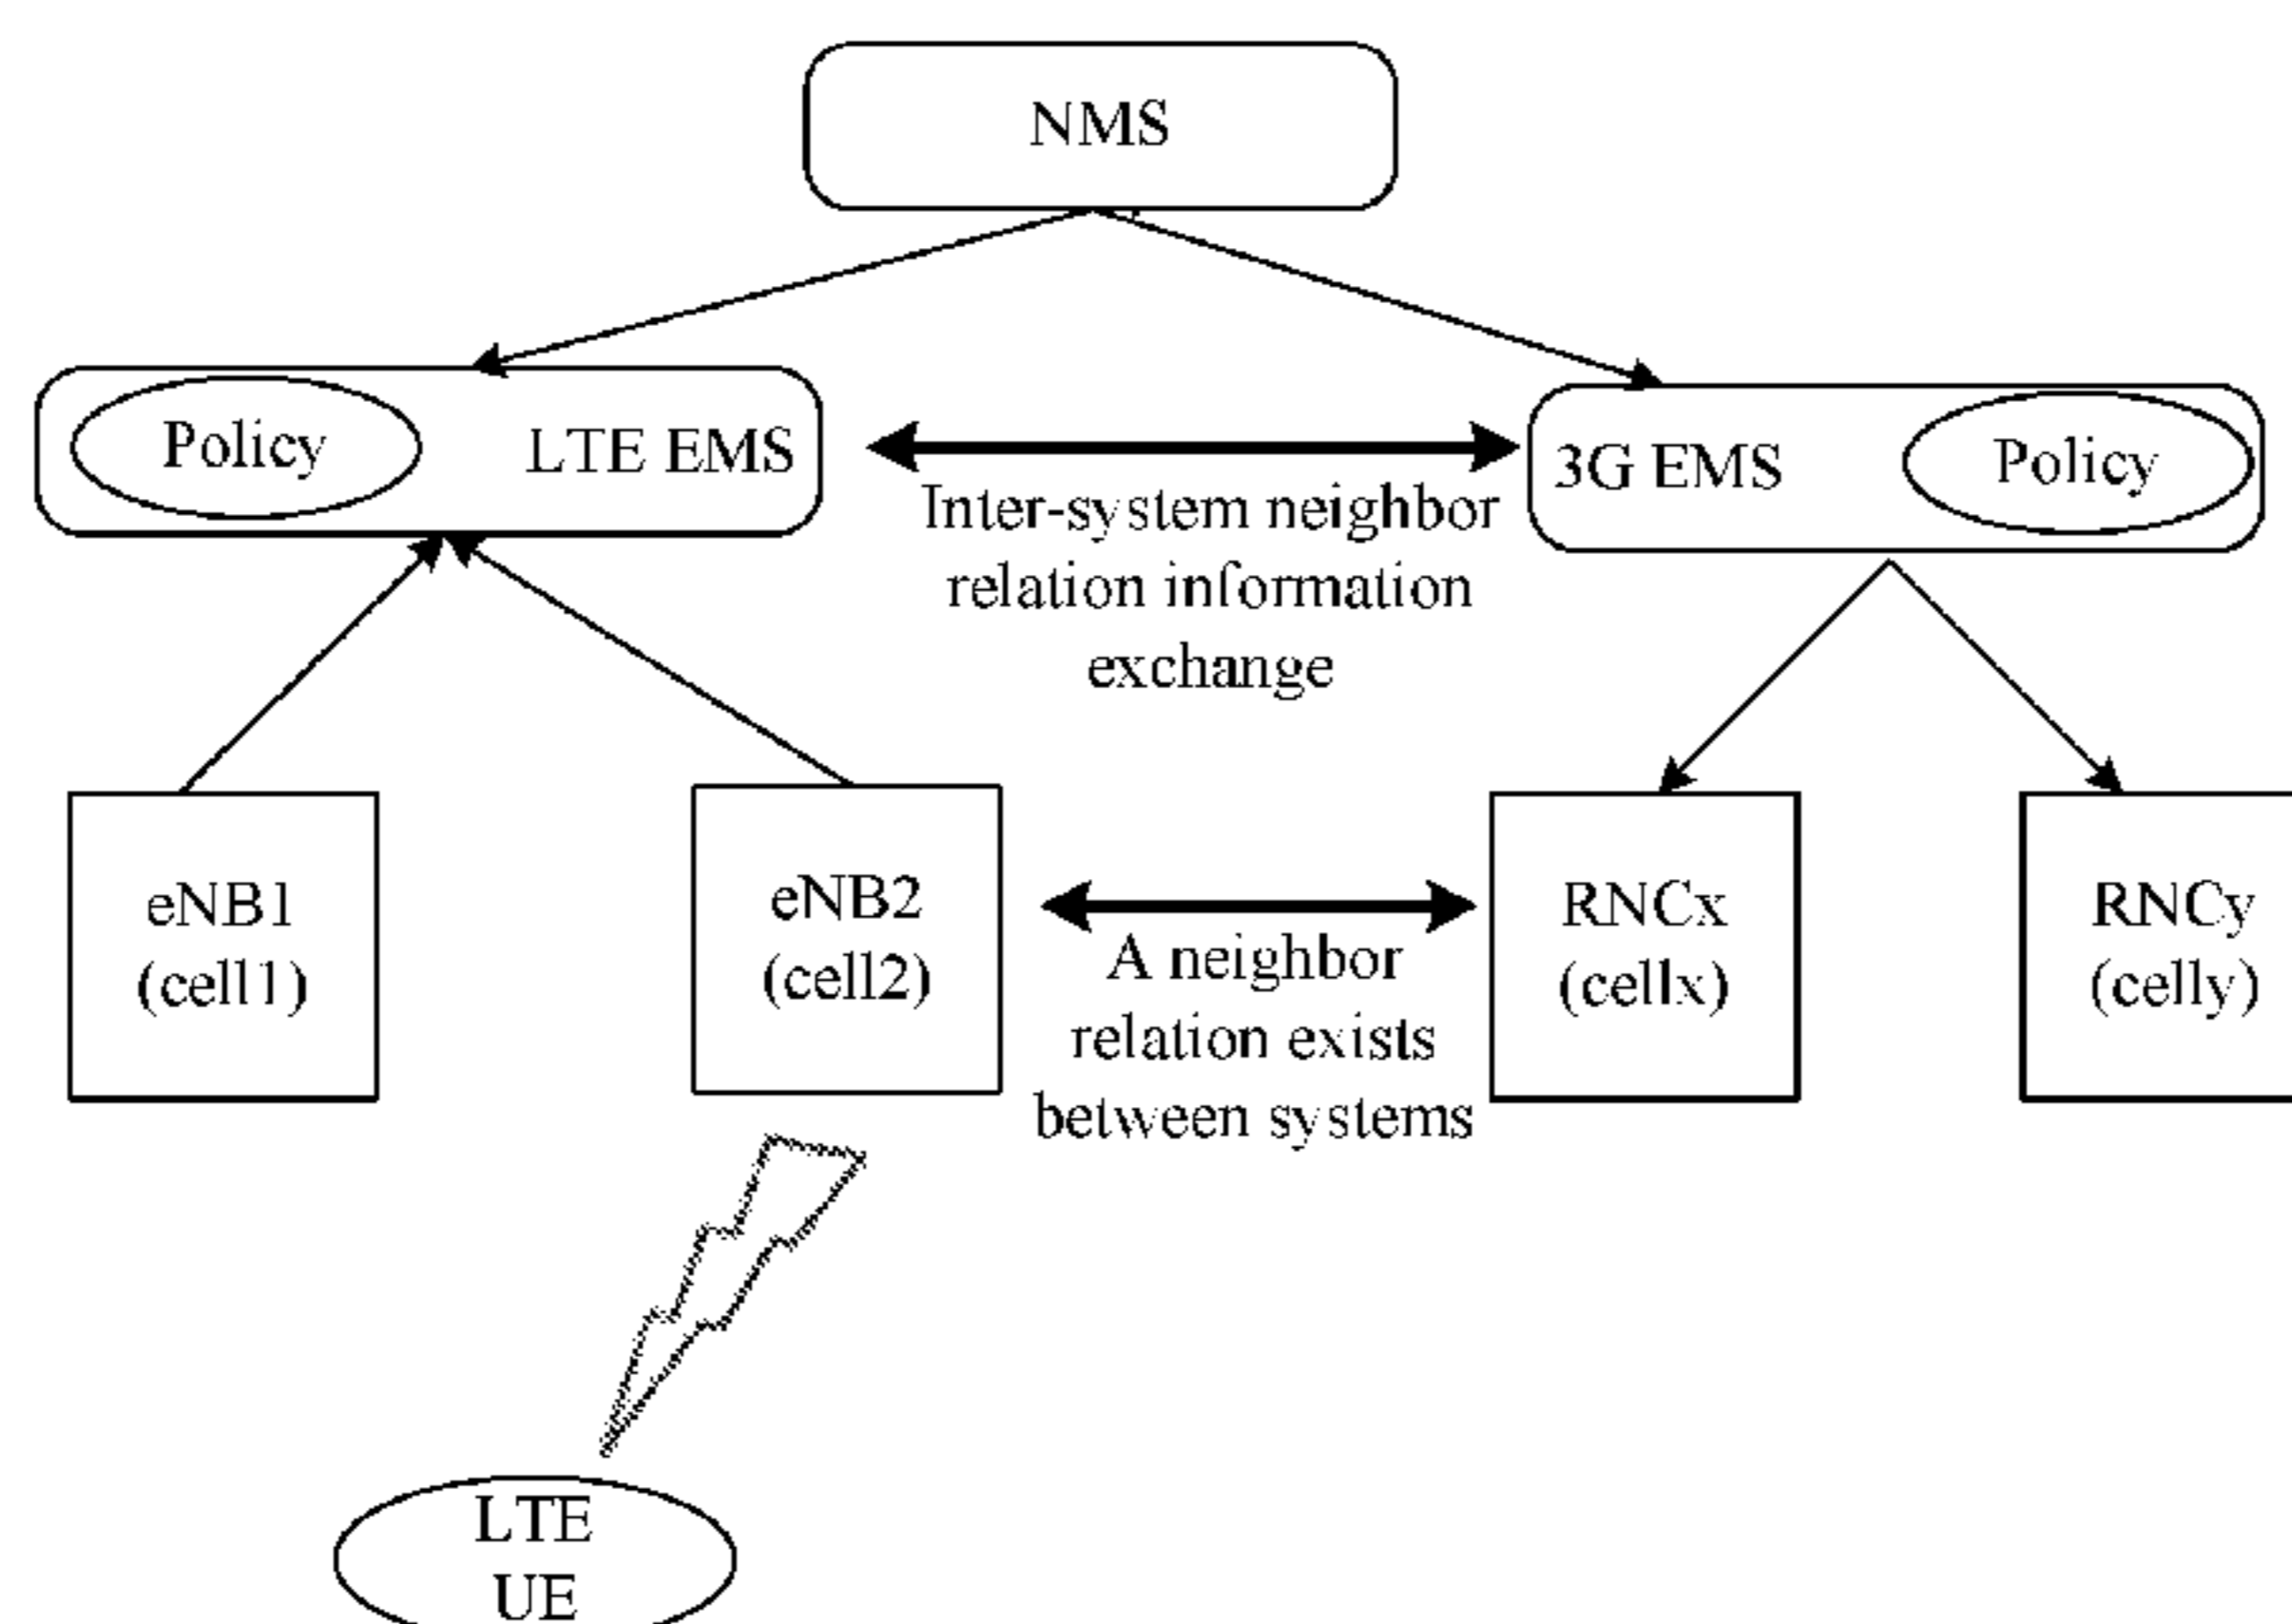 NMS
Policy
LTE EMS
3G EMS
Policy
Inter-system neighbor
relation information
exchange
eNB1
(cell1)
eNB2
(cell2)
A neighbor
relation exists
between systems
RNCx
(cellx)
RNCy
(celly)
LTE
UE